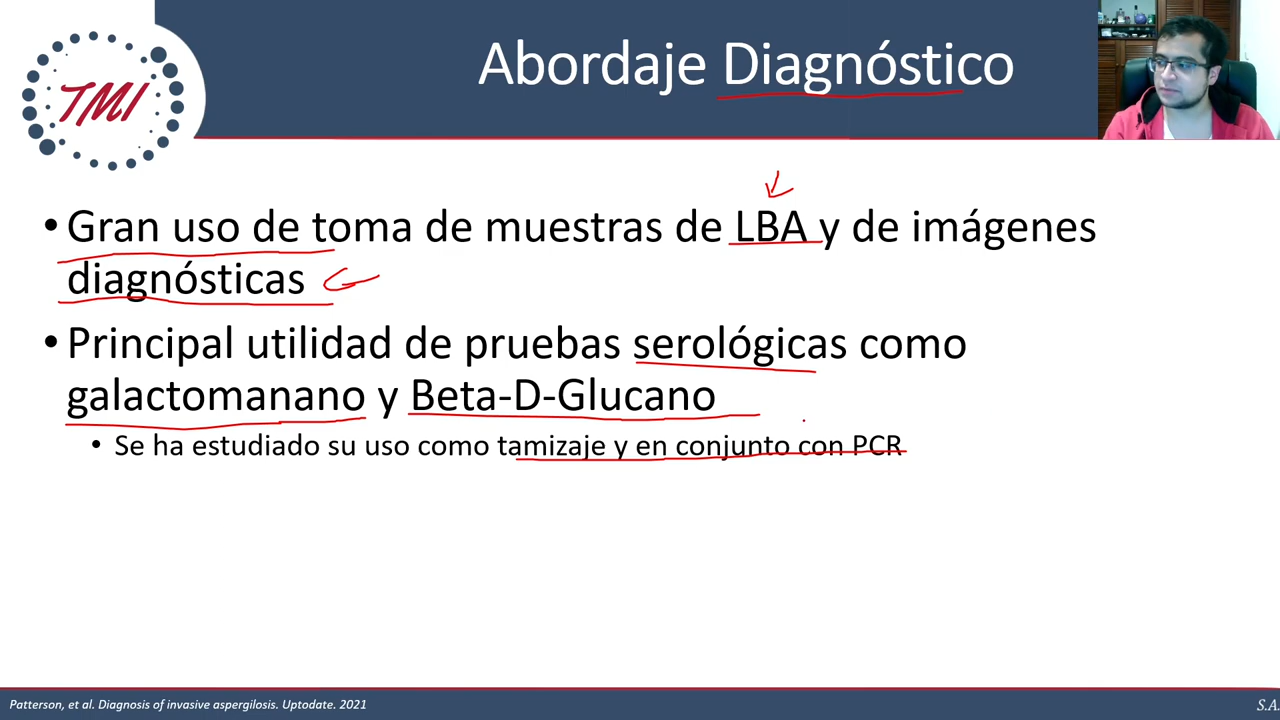 TMI
Abordaje Diagnóstico
• Gran uso de toma de muestras de LBA y de imágenes
diagnósticas
• Principal utilidad de pruebas serológicas como
galactomanano y Beta-D-Glucano
• Se ha estudiado su uso como tamizaje y en conjunto con PCR
Patterson, et al. Diagnosis of invasive aspergilosis. Uptodate. 2021
S.A.